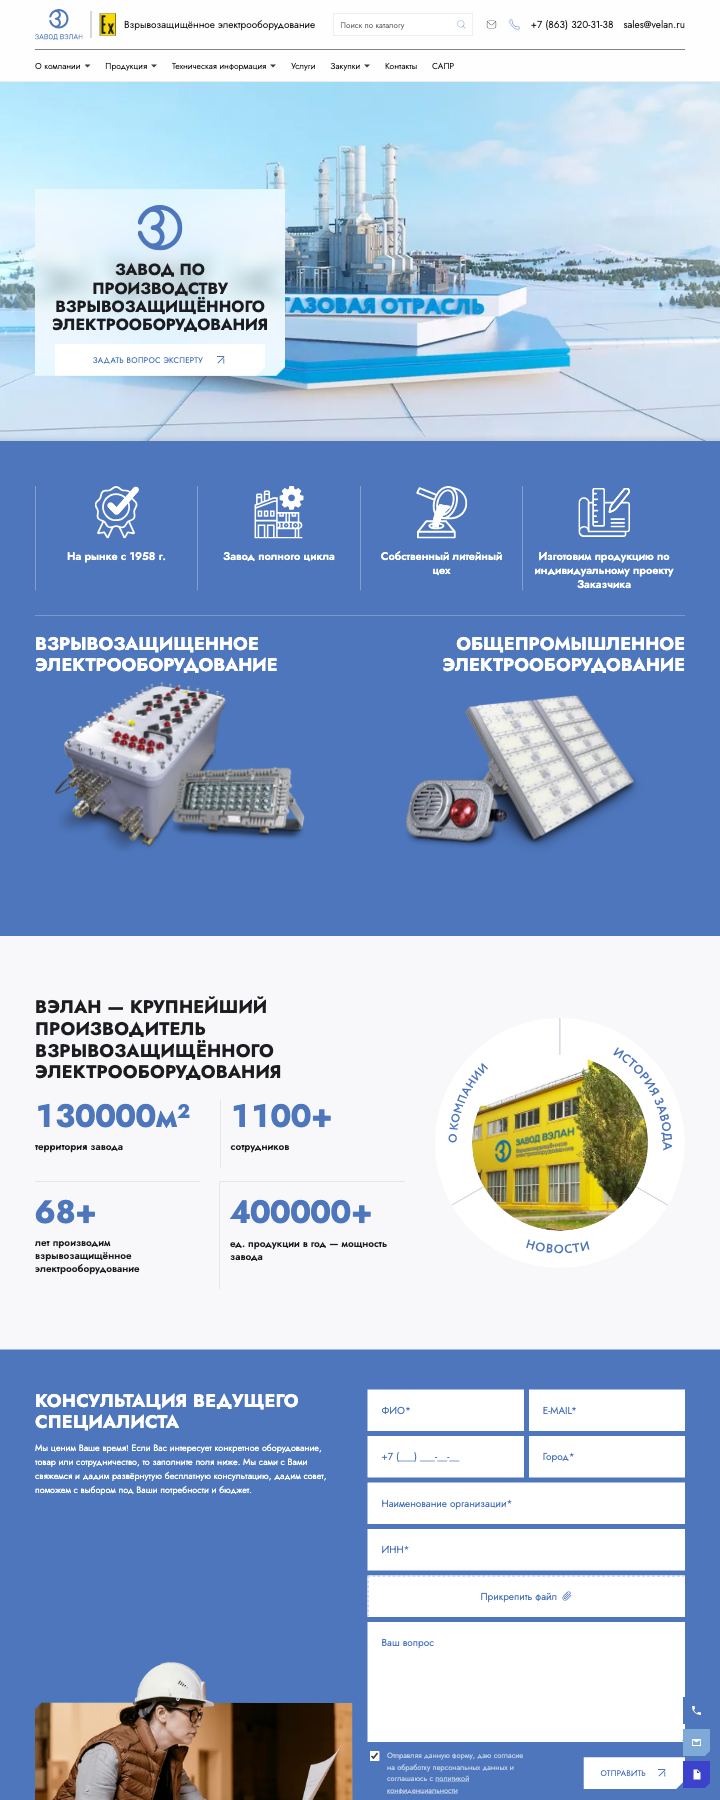 ЗАВОД ВЭЛАН
Ex
Взрывозащищённое электрооборудование
Поиск по каталогу
+7 (863) 320-31-38
sales@velan.ru
О компании
Продукция
Техническая информация
Услуги
Закупки
Контакты
САПР
ЗАВОД ПО
ПРОИЗВОДСТВУ
ВЗРЫВОЗАЩИЩЁННОГО
ЭЛЕКТРООБОРУДОВАНИЯ
ЗАДАТЬ ВОПРОС ЭКСПЕРТУ
ГАЗОВАЯ ОТРАСЛЬ
На рынке с 1958 г.
Завод полного цикла
Собственный литейный
цех
Изготовим продукцию по
индивидуальному проекту
Заказчика
ВЗРЫВОЗАЩИЩЕННОЕ
ЭЛЕКТРООБОРУДОВАНИЕ
ОБЩЕПРОМЫШЛЕННОЕ
ЭЛЕКТРООБОРУДОВАНИЕ
ВЭЛАН — КРУПНЕЙШИЙ
ПРОИЗВОДИТЕЛЬ
ВЗРЫВОЗАЩИЩЁННОГО
ЭЛЕКТРООБОРУДОВАНИЯ
130000м²
территория завода
1100+
сотрудников
68+
лет производим
взрывозащищённое
электрооборудование
400000+
ед. продукции в год — мощность
завода
О КОМПАНИИ
ИСТОРИЯ ЗАВОДА
НОВОСТИ
ЗАВОД ВЭЛАН
Взрывозащищённое
электрооборудование
КОНСУЛЬТАЦИЯ ВЕДУЩЕГО
СПЕЦИАЛИСТА
Мы ценим Ваше время! Если Вас интересует конкретное оборудование,
товар или сотрудничество, то заполните поля ниже. Мы сами с Вами
свяжемся и дадим развёрнутую бесплатную консультацию, дадим совет,
поможем с выбором под Ваши потребности и бюджет.
ФИО*
E-MAIL*
+7 (___) ___-__-__
Город*
Наименование организации*
ИНН*
Прикрепить файл
Ваш вопрос
Отправляя данную форму, даю согласие
на обработку персональных данных и
соглашаюсь с политикой
конфиденциальности
ОТПРАВИТЬ